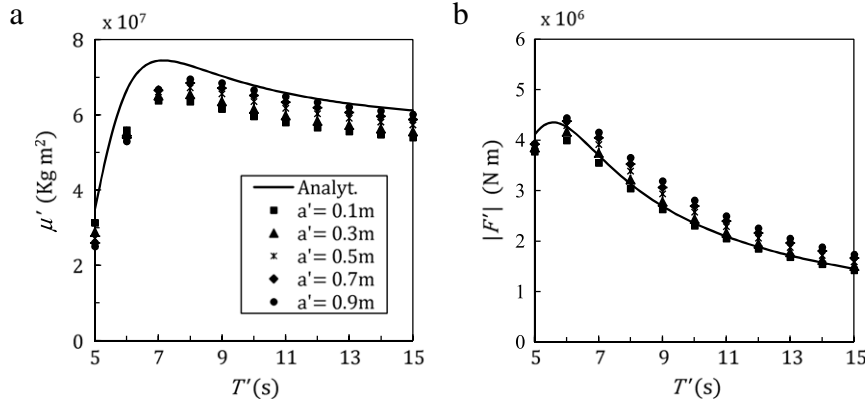 a
x 10⁷
8
6
4
2
0
μ′ (Kg m²)
Analyt.
a'= 0.1m
a'= 0.3m
a'= 0.5m
a'= 0.7m
a'= 0.9m
5 7 9 11 13 15
T′(s)
b
x 10⁶
6
5
4
3
2
1
0
|F′| (N m)
5 7 9 11 13 15
T′(s)